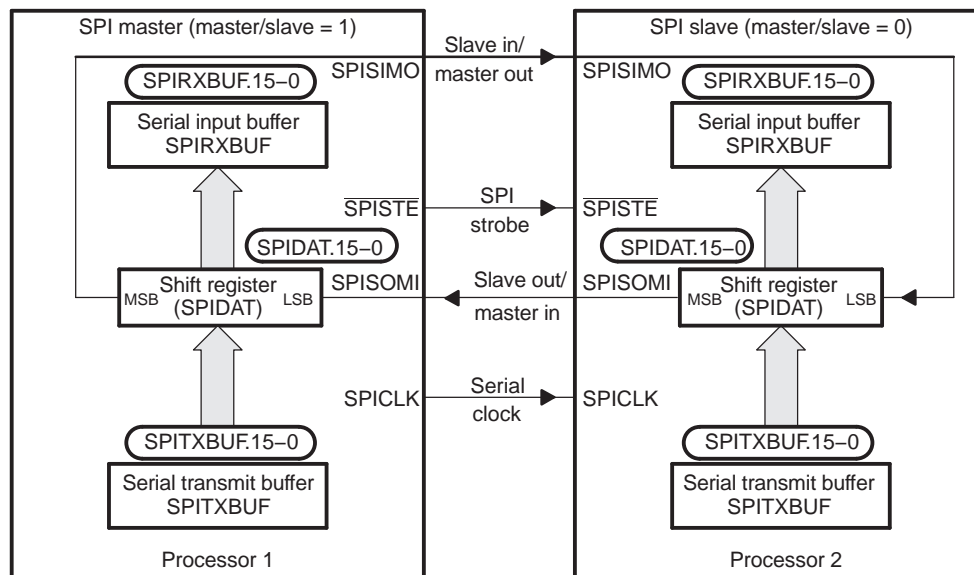 SPI master (master/slave = 1)
SPIRXBUF.15−0
Serial input buffer
SPIRXBUF
SPIDAT.15−0
MSB
Shift register
(SPIDAT)
LSB
SPITXBUF.15−0
Serial transmit buffer
SPITXBUF
Processor 1
SPISIMO
SPISTE
SPISOMI
SPICLK
Slave in/
master out
SPI
strobe
Slave out/
master in
Serial
clock
SPI slave (master/slave = 0)
SPISIMO
SPISTE
SPISOMI
SPICLK
SPIRXBUF.15−0
Serial input buffer
SPIRXBUF
SPIDAT.15−0
MSB
Shift register
(SPIDAT)
LSB
SPITXBUF.15−0
Serial transmit buffer
SPITXBUF
Processor 2